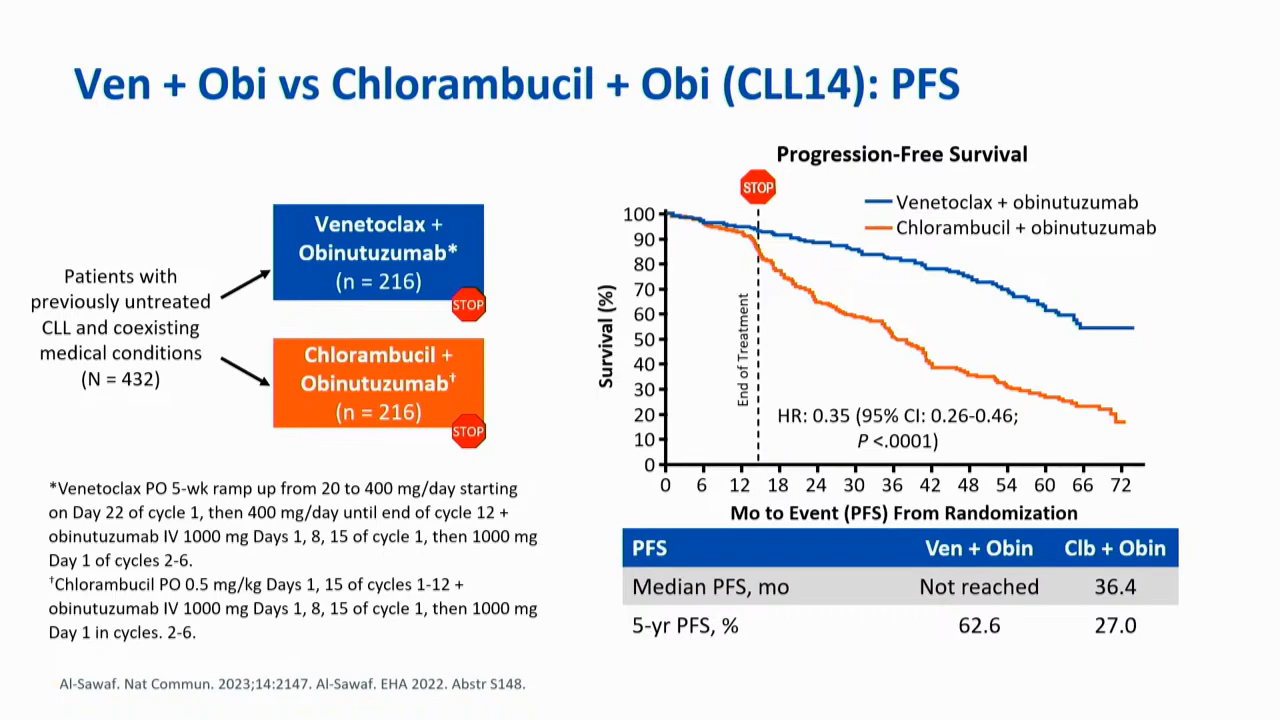 Ven + Obi vs Chlorambucil + Obi (CLL14): PFS
Patients with
previously untreated
CLL and coexisting
medical conditions
(N = 432)
Venetoclax +
Obinutuzumab*
(n = 216)
STOP
Chlorambucil +
Obinutuzumab†
(n = 216)
STOP
*Venetoclax PO 5-wk ramp up from 20 to 400 mg/day starting
on Day 22 of cycle 1, then 400 mg/day until end of cycle 12 +
obinutuzumab IV 1000 mg Days 1, 8, 15 of cycle 1, then 1000 mg
Day 1 of cycles 2-6.
†Chlorambucil PO 0.5 mg/kg Days 1, 15 of cycles 1-12 +
obinutuzumab IV 1000 mg Days 1, 8, 15 of cycle 1, then 1000 mg
Day 1 in cycles. 2-6.
Progression-Free Survival
STOP
Venetoclax + obinutuzumab
Chlorambucil + obinutuzumab
Survival (%)
100
90
80
70
60
50
40
30
20
10
0
End of Treatment
HR: 0.35 (95% CI: 0.26-0.46;
P <.0001)
0 6 12 18 24 30 36 42 48 54 60 66 72
Mo to Event (PFS) From Randomization
PFS Ven + Obin Clb + Obin
Median PFS, mo Not reached 36.4
5-yr PFS, % 62.6 27.0
Al-Sawaf. Nat Commun. 2023;14:2147. Al-Sawaf. EHA 2022. Abstr S148.